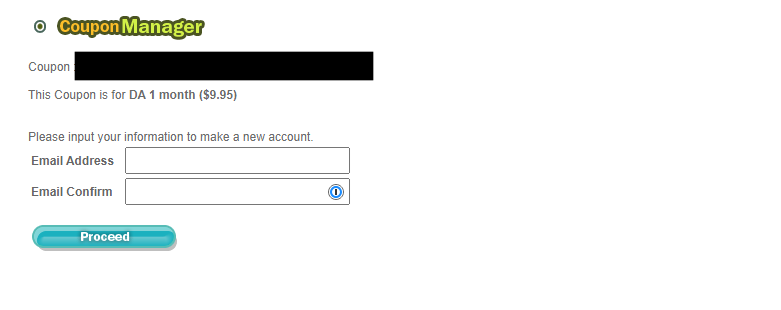 CouponManager
Coupon :
This Coupon is for DA 1 month ($9.95)
Please input your information to make a new account.
Email Address
Email Confirm
Proceed